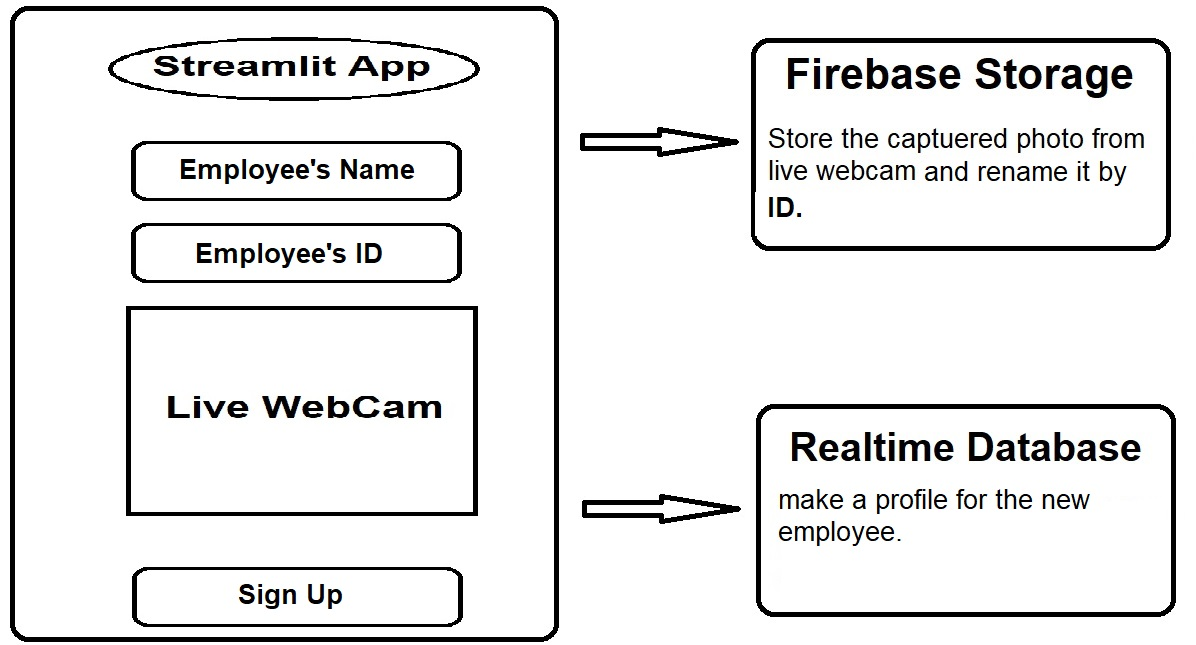 Streamlit App
Employee's Name
Employee's ID
Live WebCam
Sign Up
Firebase Storage
Store the captuered photo from
live webcam and rename it by
ID.
Realtime Database
make a profile for the new
employee.